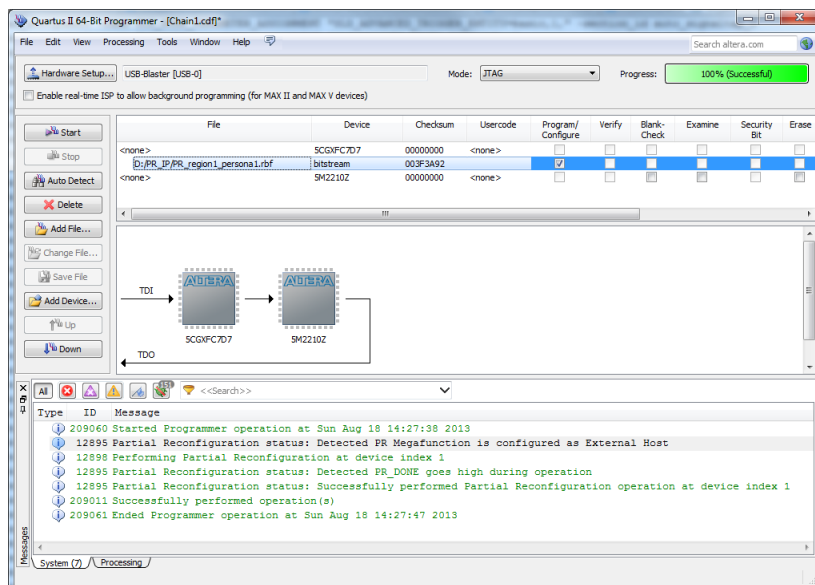 Quartus II 64-Bit Programmer - [Chain1.cdf]*
File Edit View Processing Tools Window Help
Search altera.com
Hardware Setup... USB-Blaster [USB-0] Mode: JTAG Progress: 100% (Successful)
Enable real-time ISP to allow background programming (for MAX II and MAX V devices)
Start
Stop
Auto Detect
Delete
Add File...
Change File...
Save File
Add Device...
Up
Down
File Device Checksum Usercode Program/ Configure Verify Blank- Check Examine Security Bit Erase
<none> 5CGXFC7D7 00000000 <none>
D:/PR_IP/PR_region1_persona1.rbf bitstream 003F3A92
<none> 5M2210Z 00000000 <none>
TDI
ALTERA ALTERA
5CGXFC7D7 5M2210Z
TDO
All 151 <<Search>>
Type ID Message
209060 Started Programmer operation at Sun Aug 18 14:27:38 2013
12895 Partial Reconfiguration status: Detected PR Megafunction is configured as External Host
12898 Performing Partial Reconfiguration at device index 1
12895 Partial Reconfiguration status: Detected PR_DONE goes high during operation
12895 Partial Reconfiguration status: Successfully performed Partial Reconfiguration operation at device index 1
209011 Successfully performed operation(s)
209061 Ended Programmer operation at Sun Aug 18 14:27:47 2013
Messages
System (7) Processing